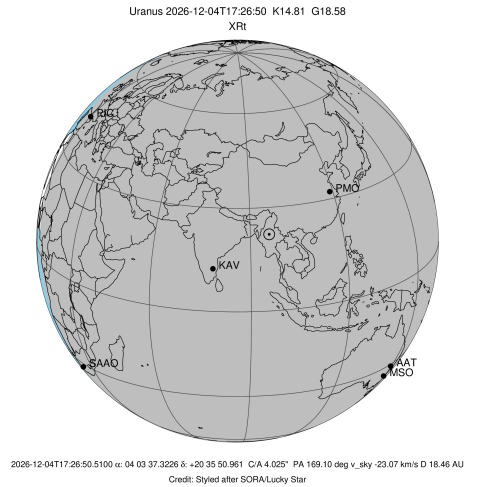 Uranus 2026-12-04T17:26:50 K14.81 G18.58
XRt
RIO
PMO
KAV
SAAO
AAT
MSO
2026-12-04T17:26:50.5100 α: 04 03 37.3226 δ: +20 35 50.961 C/A 4.025" PA 169.10 deg v_sky -23.07 km/s D 18.46 AU
Credit: Styled after SORA/Lucky Star